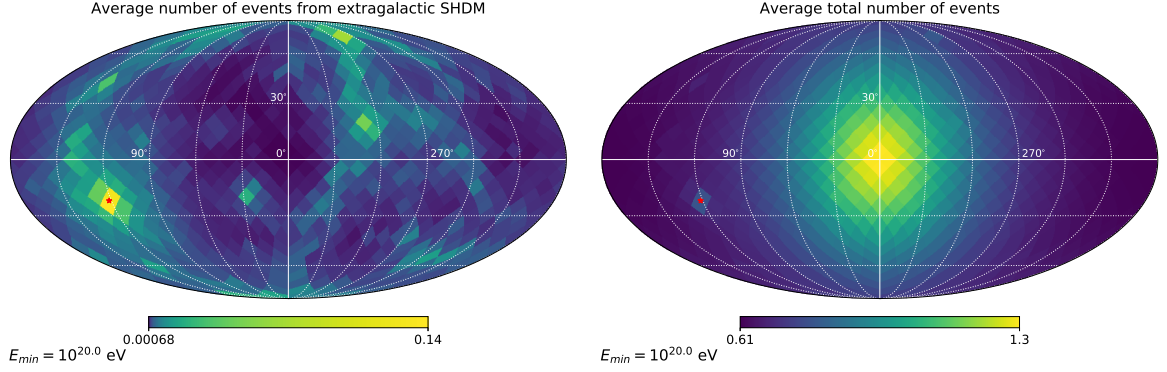 Average number of events from extragalactic SHDM
30°
90° 0° 270°
0.00068 0.14
E_min = 10^20.0 eV
Average total number of events
30°
90° 0° 270°
0.61 1.3
E_min = 10^20.0 eV